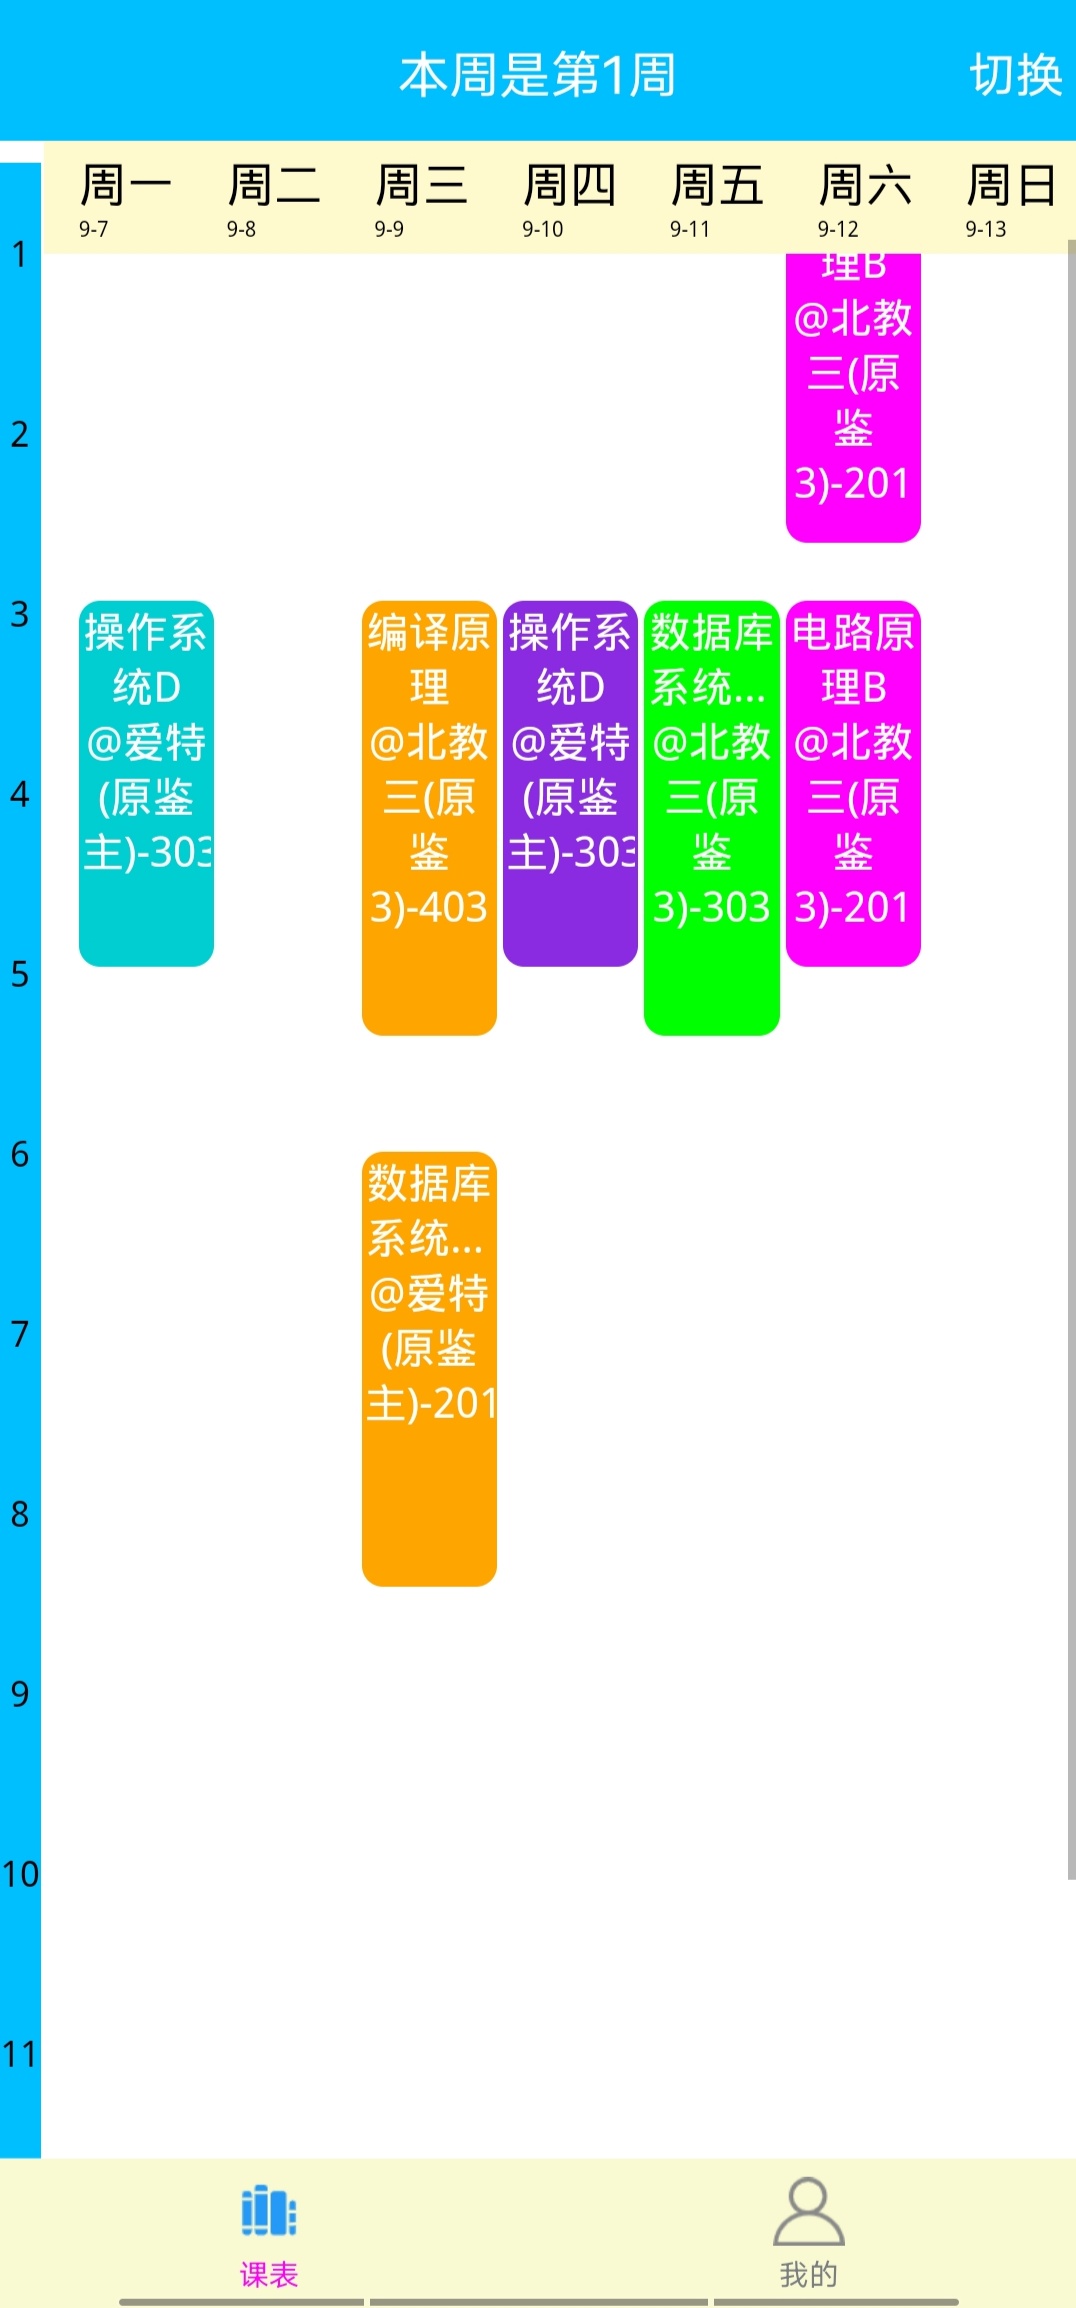 本周是第1周
切换
周一
周二
周三
周四
周五
周六
周日
9-7
9-8
9-9
9-10
9-11
9-12
9-13
1
2
3
4
5
6
7
8
9
10
11
理B
@北教
三(原
鉴
3)-201
操作系
统D
@爱特
(原鉴
主)-303
编译原
理
@北教
三(原
鉴
3)-403
操作系
统D
@爱特
(原鉴
主)-303
数据库
系统...
@北教
三(原
鉴
3)-303
电路原
理B
@北教
三(原
鉴
3)-201
数据库
系统...
@爱特
(原鉴
主)-201
课表
我的